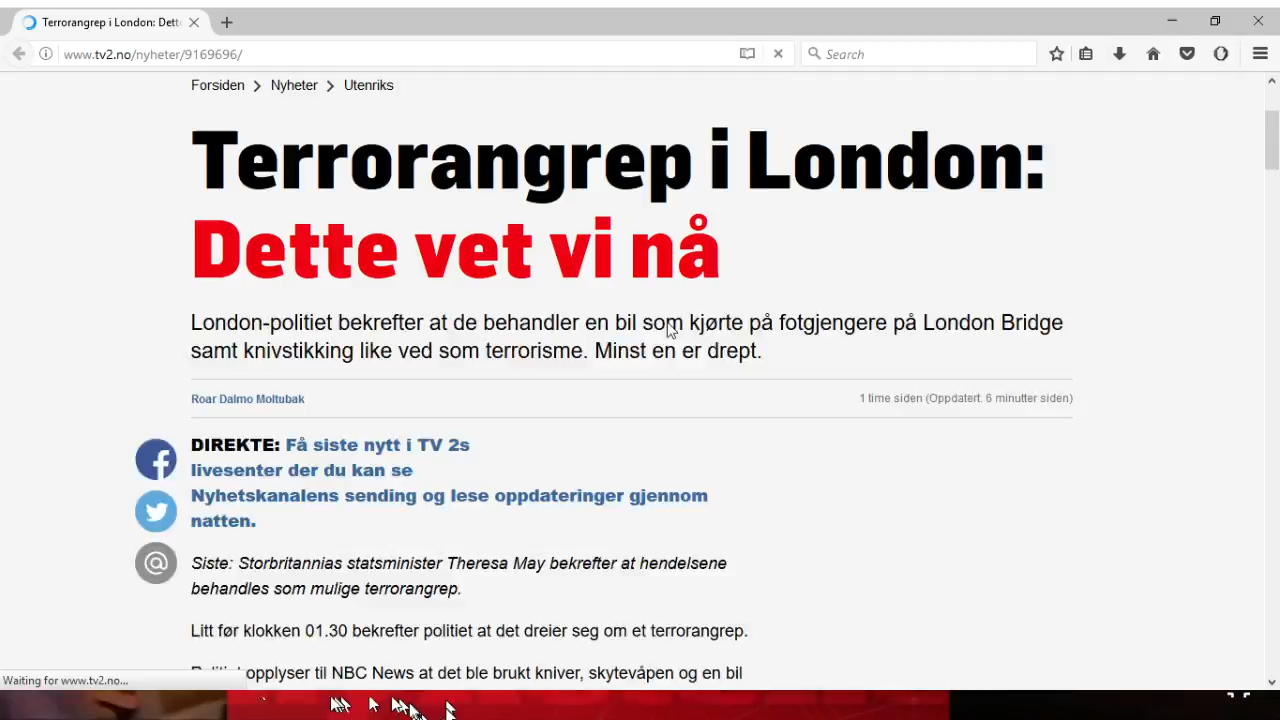 Terrorangrep i London: Dett
www.tv2.no/nyheter/9169696/
Search
Forsiden > Nyheter > Utenriks
Terrorangrep i London:
Dette vet vi nå
London-politiet bekrefter at de behandler en bil som kjørte på fotgjengere på London Bridge
samt knivstikking like ved som terrorisme. Minst en er drept.
Roar Dalmo Moltubak
1 time siden (Oppdatert. 6 minutter siden)
DIREKTE: Få siste nytt i TV 2s
livesenter der du kan se
Nyhetskanalens sending og lese oppdateringer gjennom
natten.
Siste: Storbritannias statsminister Theresa May bekrefter at hendelsene
behandles som mulige terrorangrep.
Litt før klokken 01.30 bekrefter politiet at det dreier seg om et terrorangrep.
Politiet opplyser til NBC News at det ble brukt kniver, skytevåpen og en bil
Waiting for www.tv2.no...